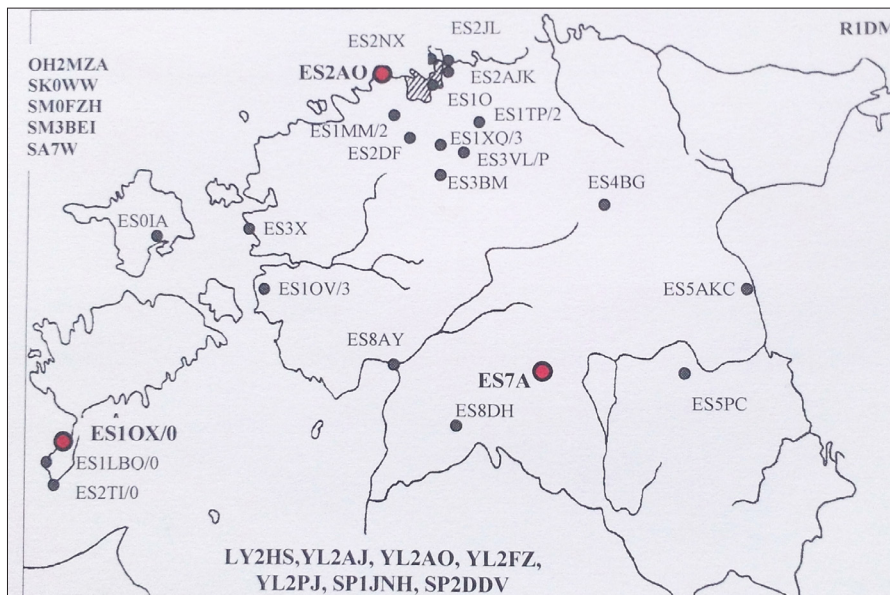 ES2JL
R1DM
ES2NX
OH2MZA
SK0WW
SM0FZH
SM3BEI
SA7W
ES2AO
ES2AJK
ES1O
ES1TP/2
ES1MM/2
ES1XQ/3
ES2DF
ES3VL/P
ES3BM
ES4BG
ES0IA
ES3X
ES1OV/3
ES5AKC
ES8AY
ES7A
ES5PC
ES8DH
ES1OX/0
ES1LBQ/0
ES2TI/0
LY2HS,YL2AJ, YL2AO, YL2FZ,
YL2PJ, SP1JNH, SP2DDV